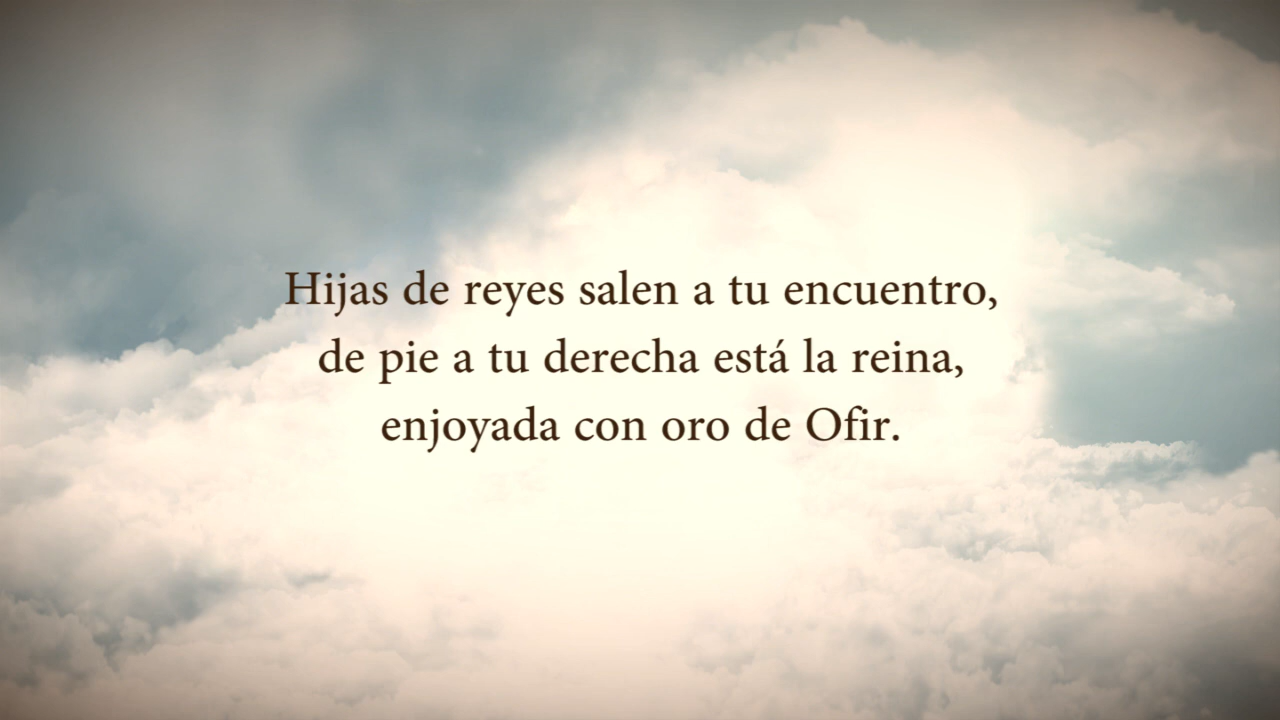 Hijas de reyes salen a tu encuentro,
de pie a tu derecha está la reina,
enjoyada con oro de Ofir.